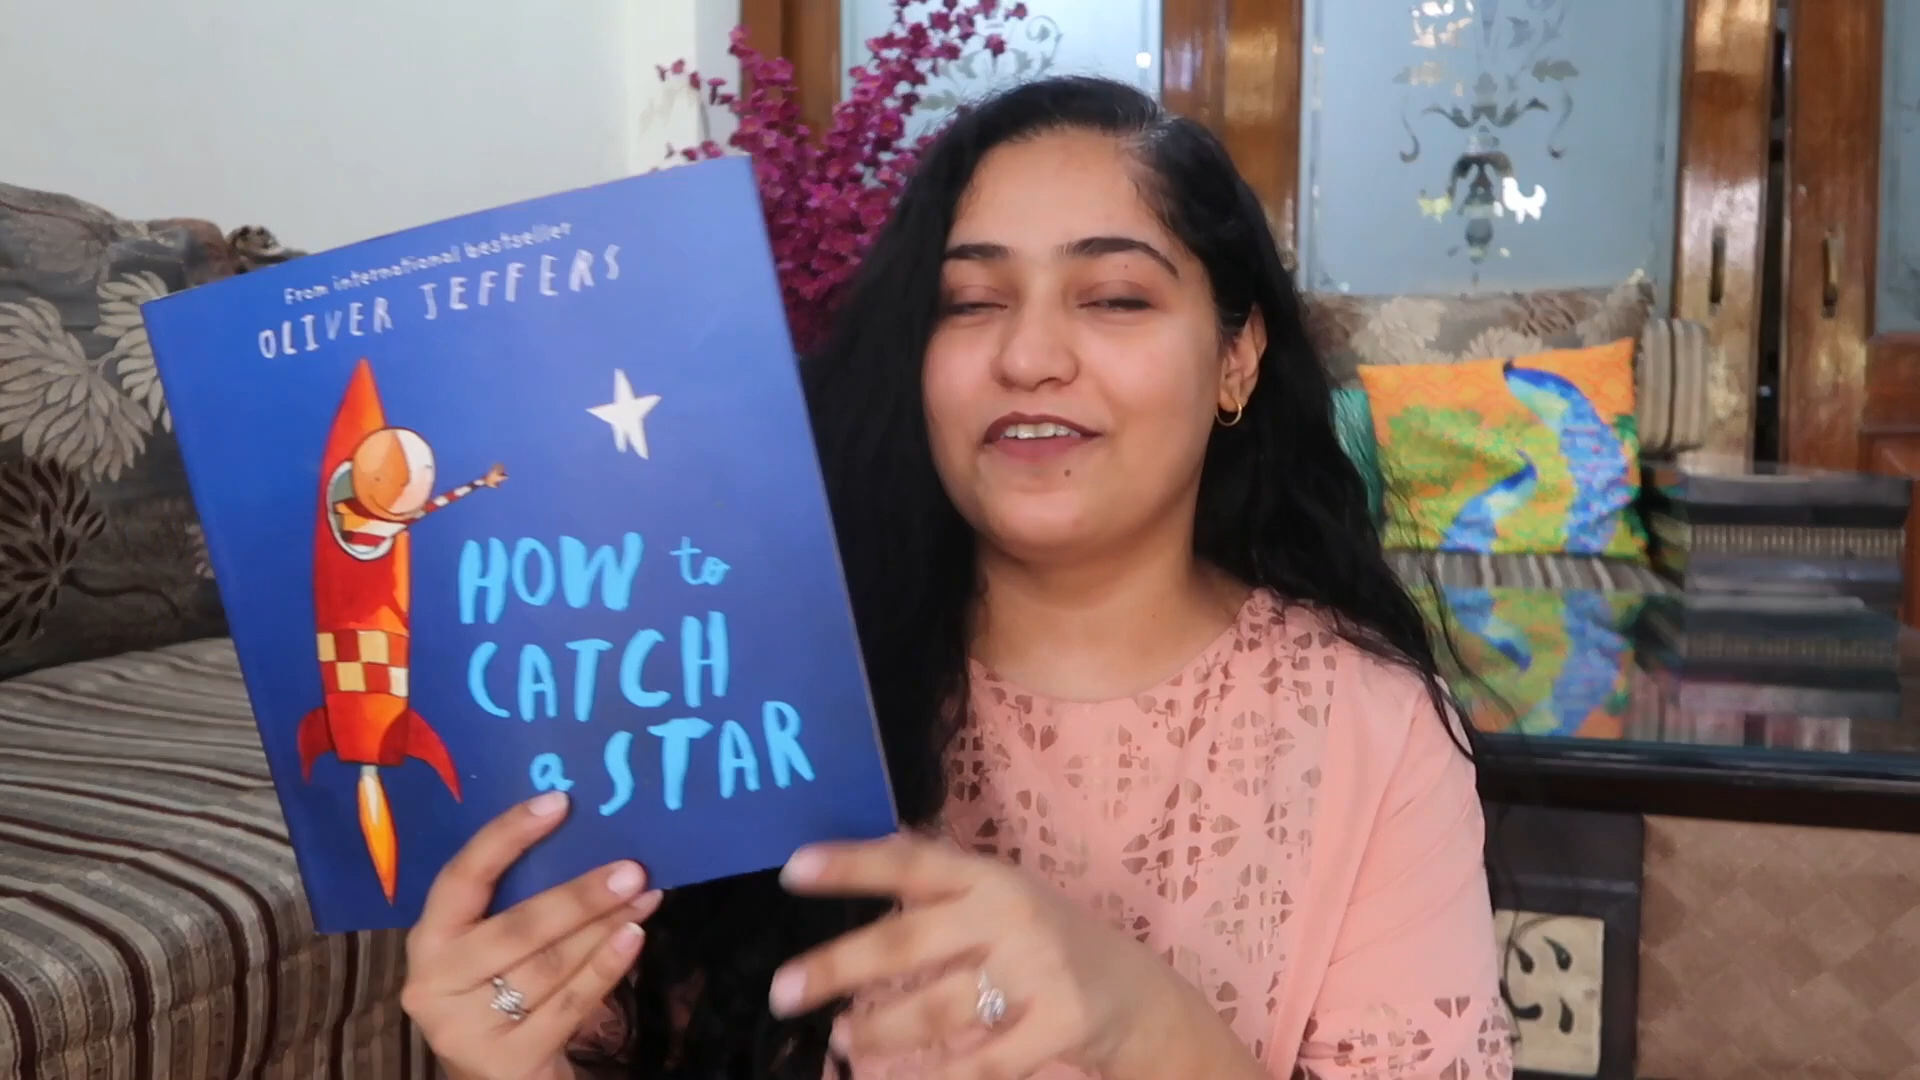 From international bestseller
OLIVER JEFFERS
HOW to
CATCH
a STAR